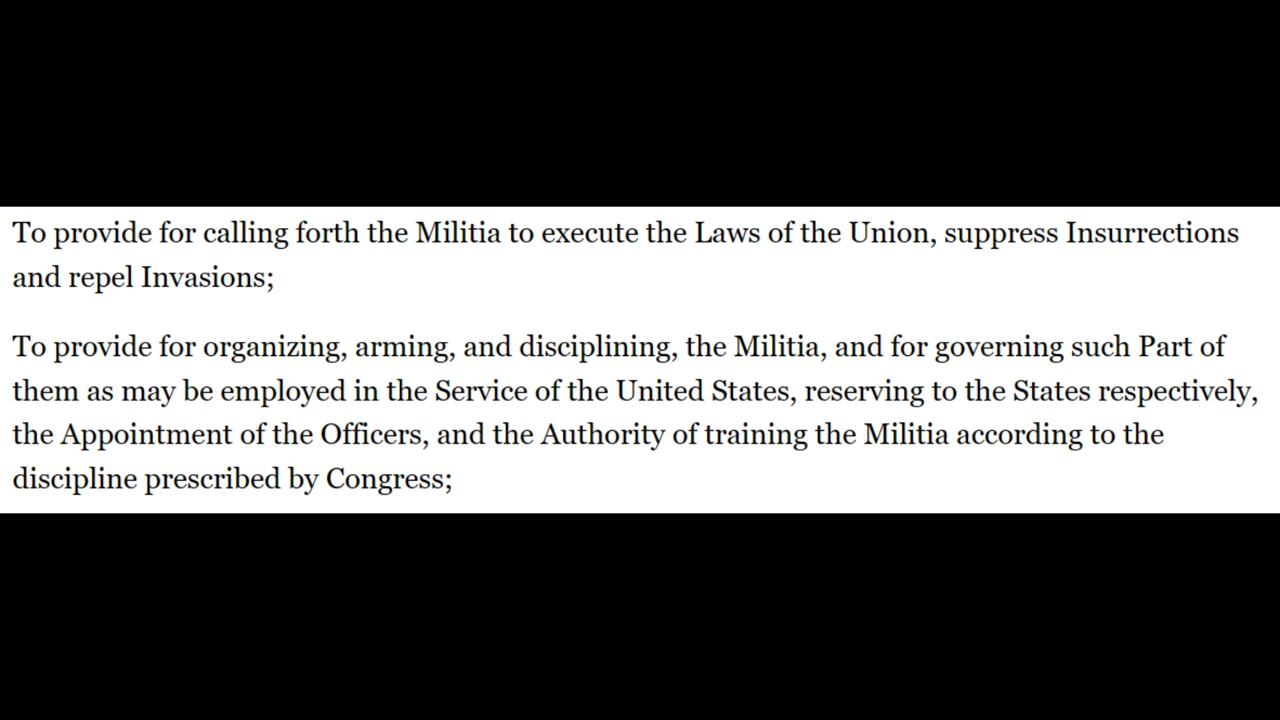 To provide for calling forth the Militia to execute the Laws of the Union, suppress Insurrections
and repel Invasions;
To provide for organizing, arming, and disciplining, the Militia, and for governing such Part of
them as may be employed in the Service of the United States, reserving to the States respectively,
the Appointment of the Officers, and the Authority of training the Militia according to the
discipline prescribed by Congress;